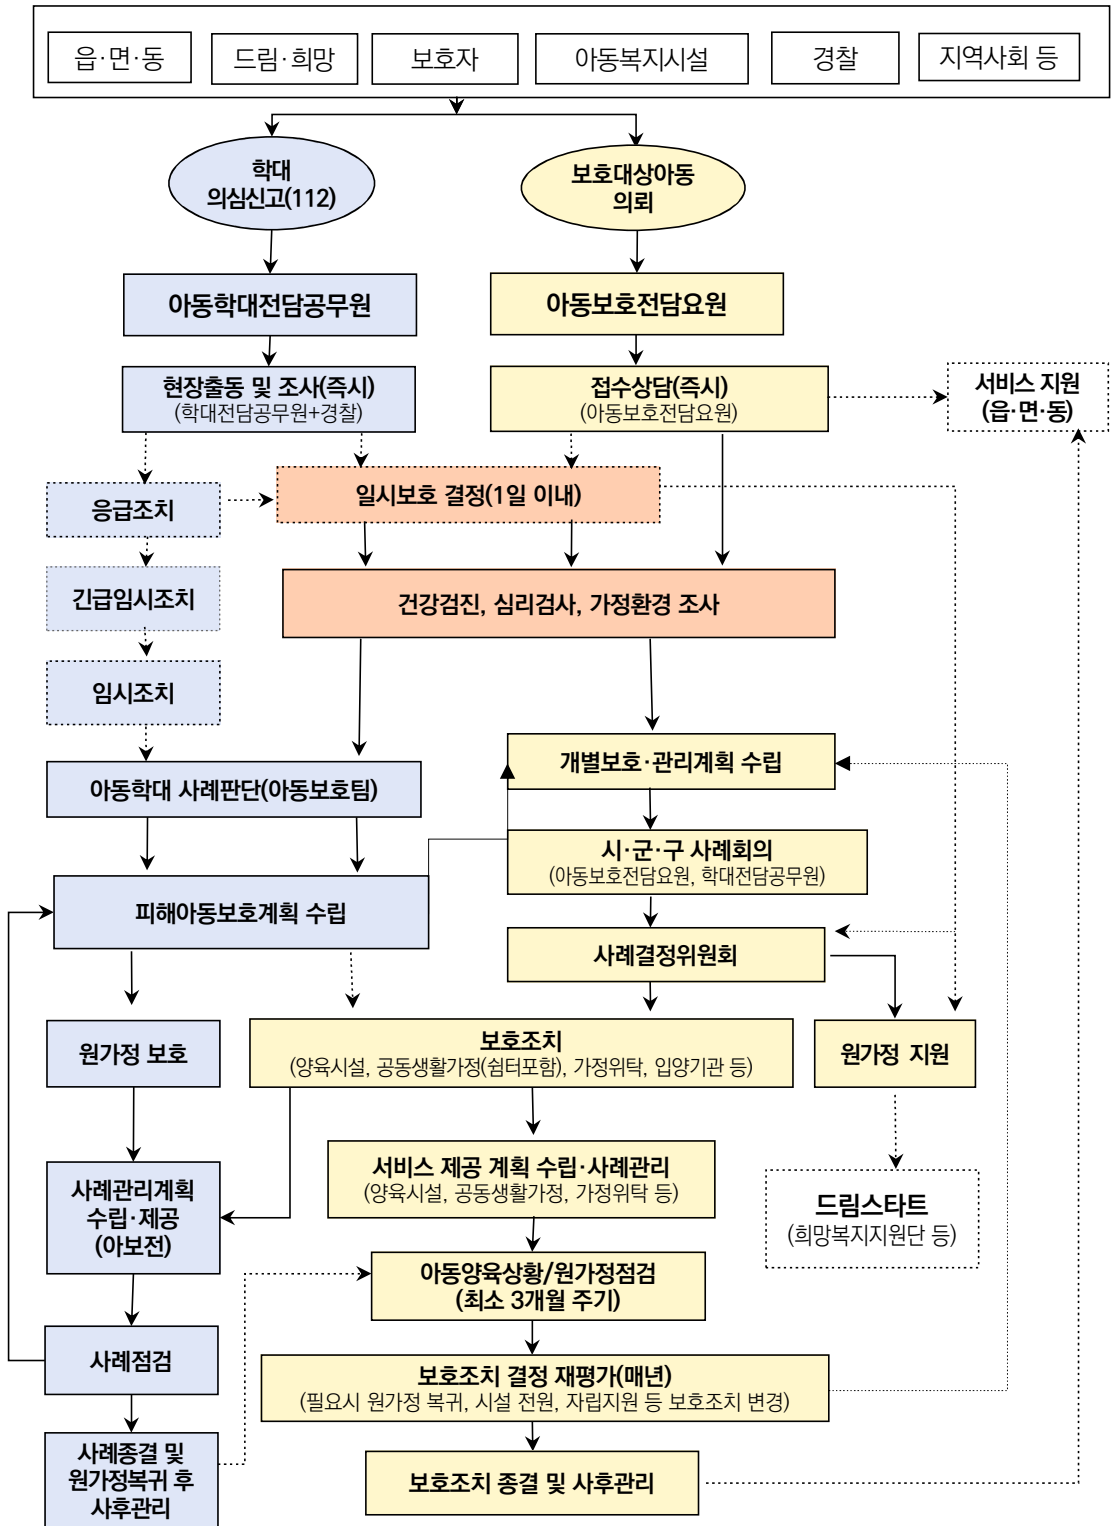 읍·면·동
드림·희망
보호자
아동복지시설
경찰
지역사회 등
학대
의심신고(112)
보호대상아동
의뢰
아동학대전담공무원
아동보호전담요원
현장출동 및 조사(즉시)
(학대전담공무원+경찰)
접수상담(즉시)
(아동보호전담요원)
서비스 지원
(읍·면·동)
응급조치
일시보호 결정(1일 이내)
긴급임시조치
건강검진, 심리검사, 가정환경 조사
임시조치
아동학대 사례판단(아동보호팀)
개별보호·관리계획 수립
시·군·구 사례회의
(아동보호전담요원, 학대전담공무원)
피해아동보호계획 수립
사례결정위원회
원가정 보호
보호조치
(양육시설, 공동생활가정(쉼터포함), 가정위탁, 입양기관 등)
원가정 지원
사례관리계획
수립·제공
(아보전)
서비스 제공 계획 수립·사례관리
(양육시설, 공동생활가정, 가정위탁 등)
드림스타트
(희망복지지원단 등)
아동양육상황/원가정점검
(최소 3개월 주기)
사례점검
보호조치 결정 재평가(매년)
(필요시 원가정 복귀, 시설 전원, 자립지원 등 보호조치 변경)
사례종결 및
원가정복귀 후
사후관리
보호조치 종결 및 사후관리